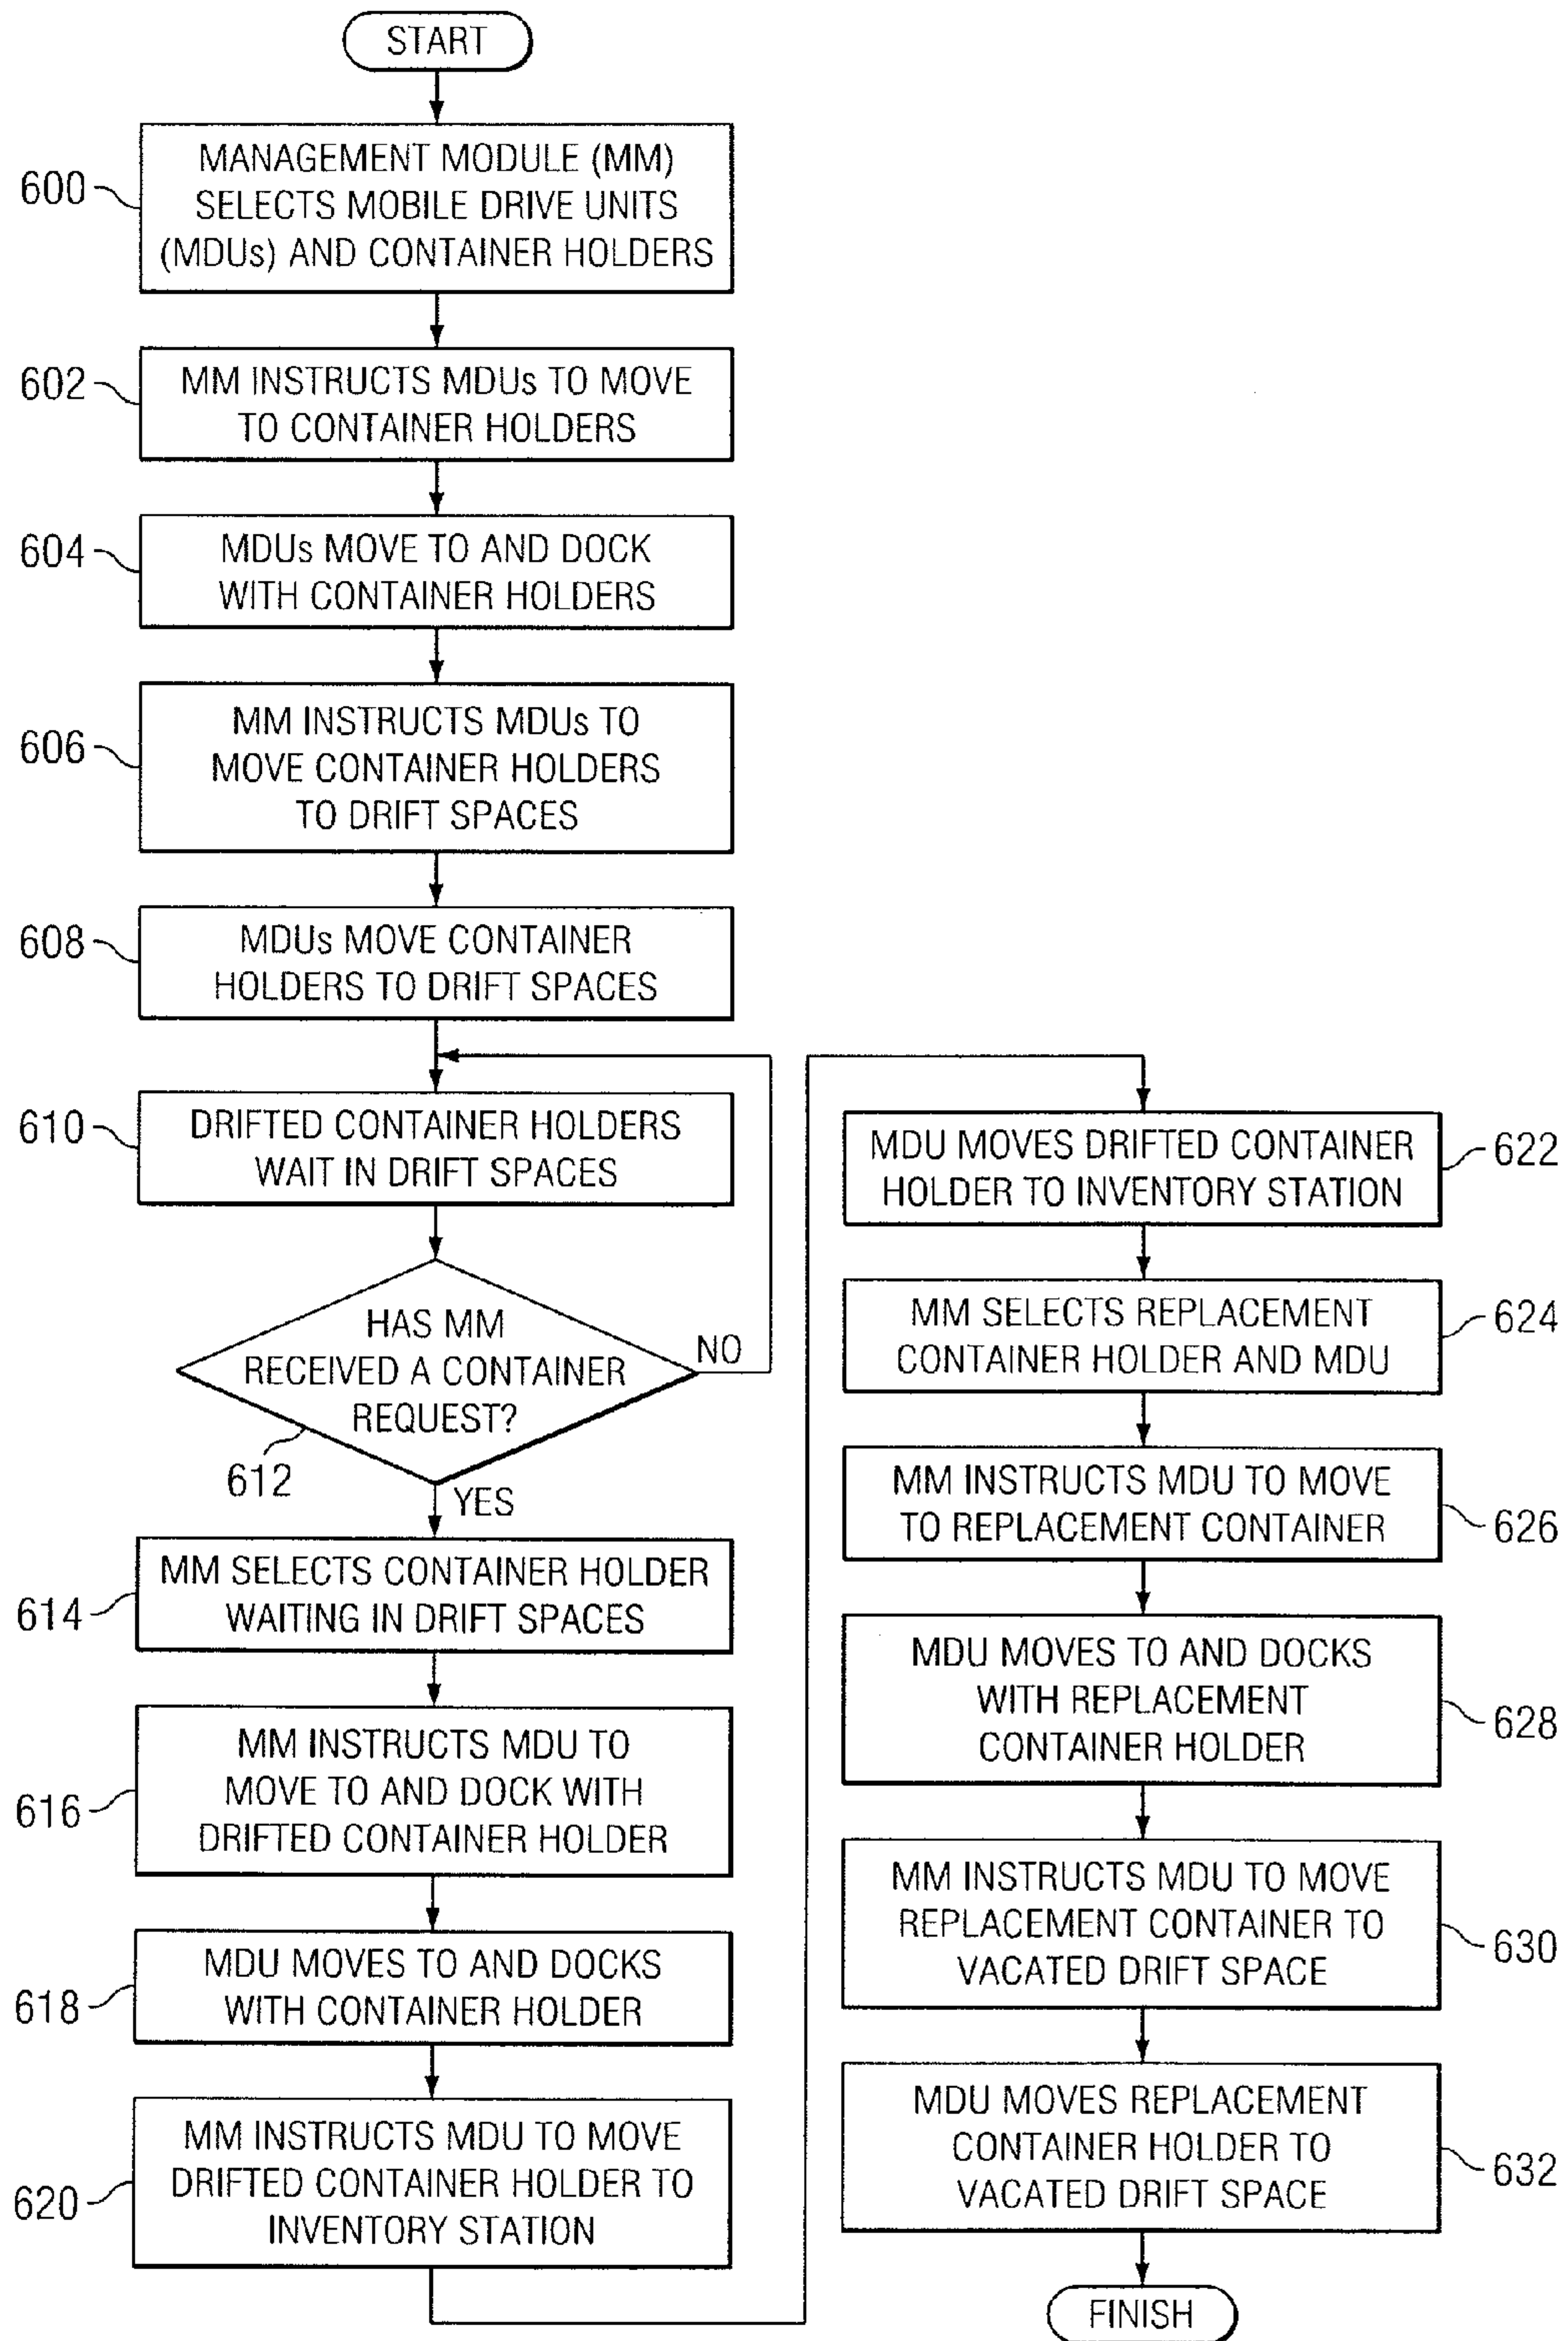 START
600
MANAGEMENT MODULE (MM)
SELECTS MOBILE DRIVE UNITS
(MDUs) AND CONTAINER HOLDERS
602
MM INSTRUCTS MDUs TO MOVE
TO CONTAINER HOLDERS
604
MDUs MOVE TO AND DOCK
WITH CONTAINER HOLDERS
606
MM INSTRUCTS MDUs TO
MOVE CONTAINER HOLDERS
TO DRIFT SPACES
608
MDUs MOVE CONTAINER
HOLDERS TO DRIFT SPACES
610
DRIFTED CONTAINER HOLDERS
WAIT IN DRIFT SPACES
HAS MM
RECEIVED A CONTAINER
REQUEST?
NO
612
YES
614
MM SELECTS CONTAINER HOLDER
WAITING IN DRIFT SPACES
616
MM INSTRUCTS MDU TO
MOVE TO AND DOCK WITH
DRIFTED CONTAINER HOLDER
618
MDU MOVES TO AND DOCKS
WITH CONTAINER HOLDER
620
MM INSTRUCTS MDU TO MOVE
DRIFTED CONTAINER HOLDER TO
INVENTORY STATION
MDU MOVES DRIFTED CONTAINER
HOLDER TO INVENTORY STATION
622
MM SELECTS REPLACEMENT
CONTAINER HOLDER AND MDU
624
MM INSTRUCTS MDU TO MOVE
TO REPLACEMENT CONTAINER
626
MDU MOVES TO AND DOCKS
WITH REPLACEMENT
CONTAINER HOLDER
628
MM INSTRUCTS MDU TO MOVE
REPLACEMENT CONTAINER TO
VACATED DRIFT SPACE
630
MDU MOVES REPLACEMENT
CONTAINER HOLDER TO
VACATED DRIFT SPACE
632
FINISH